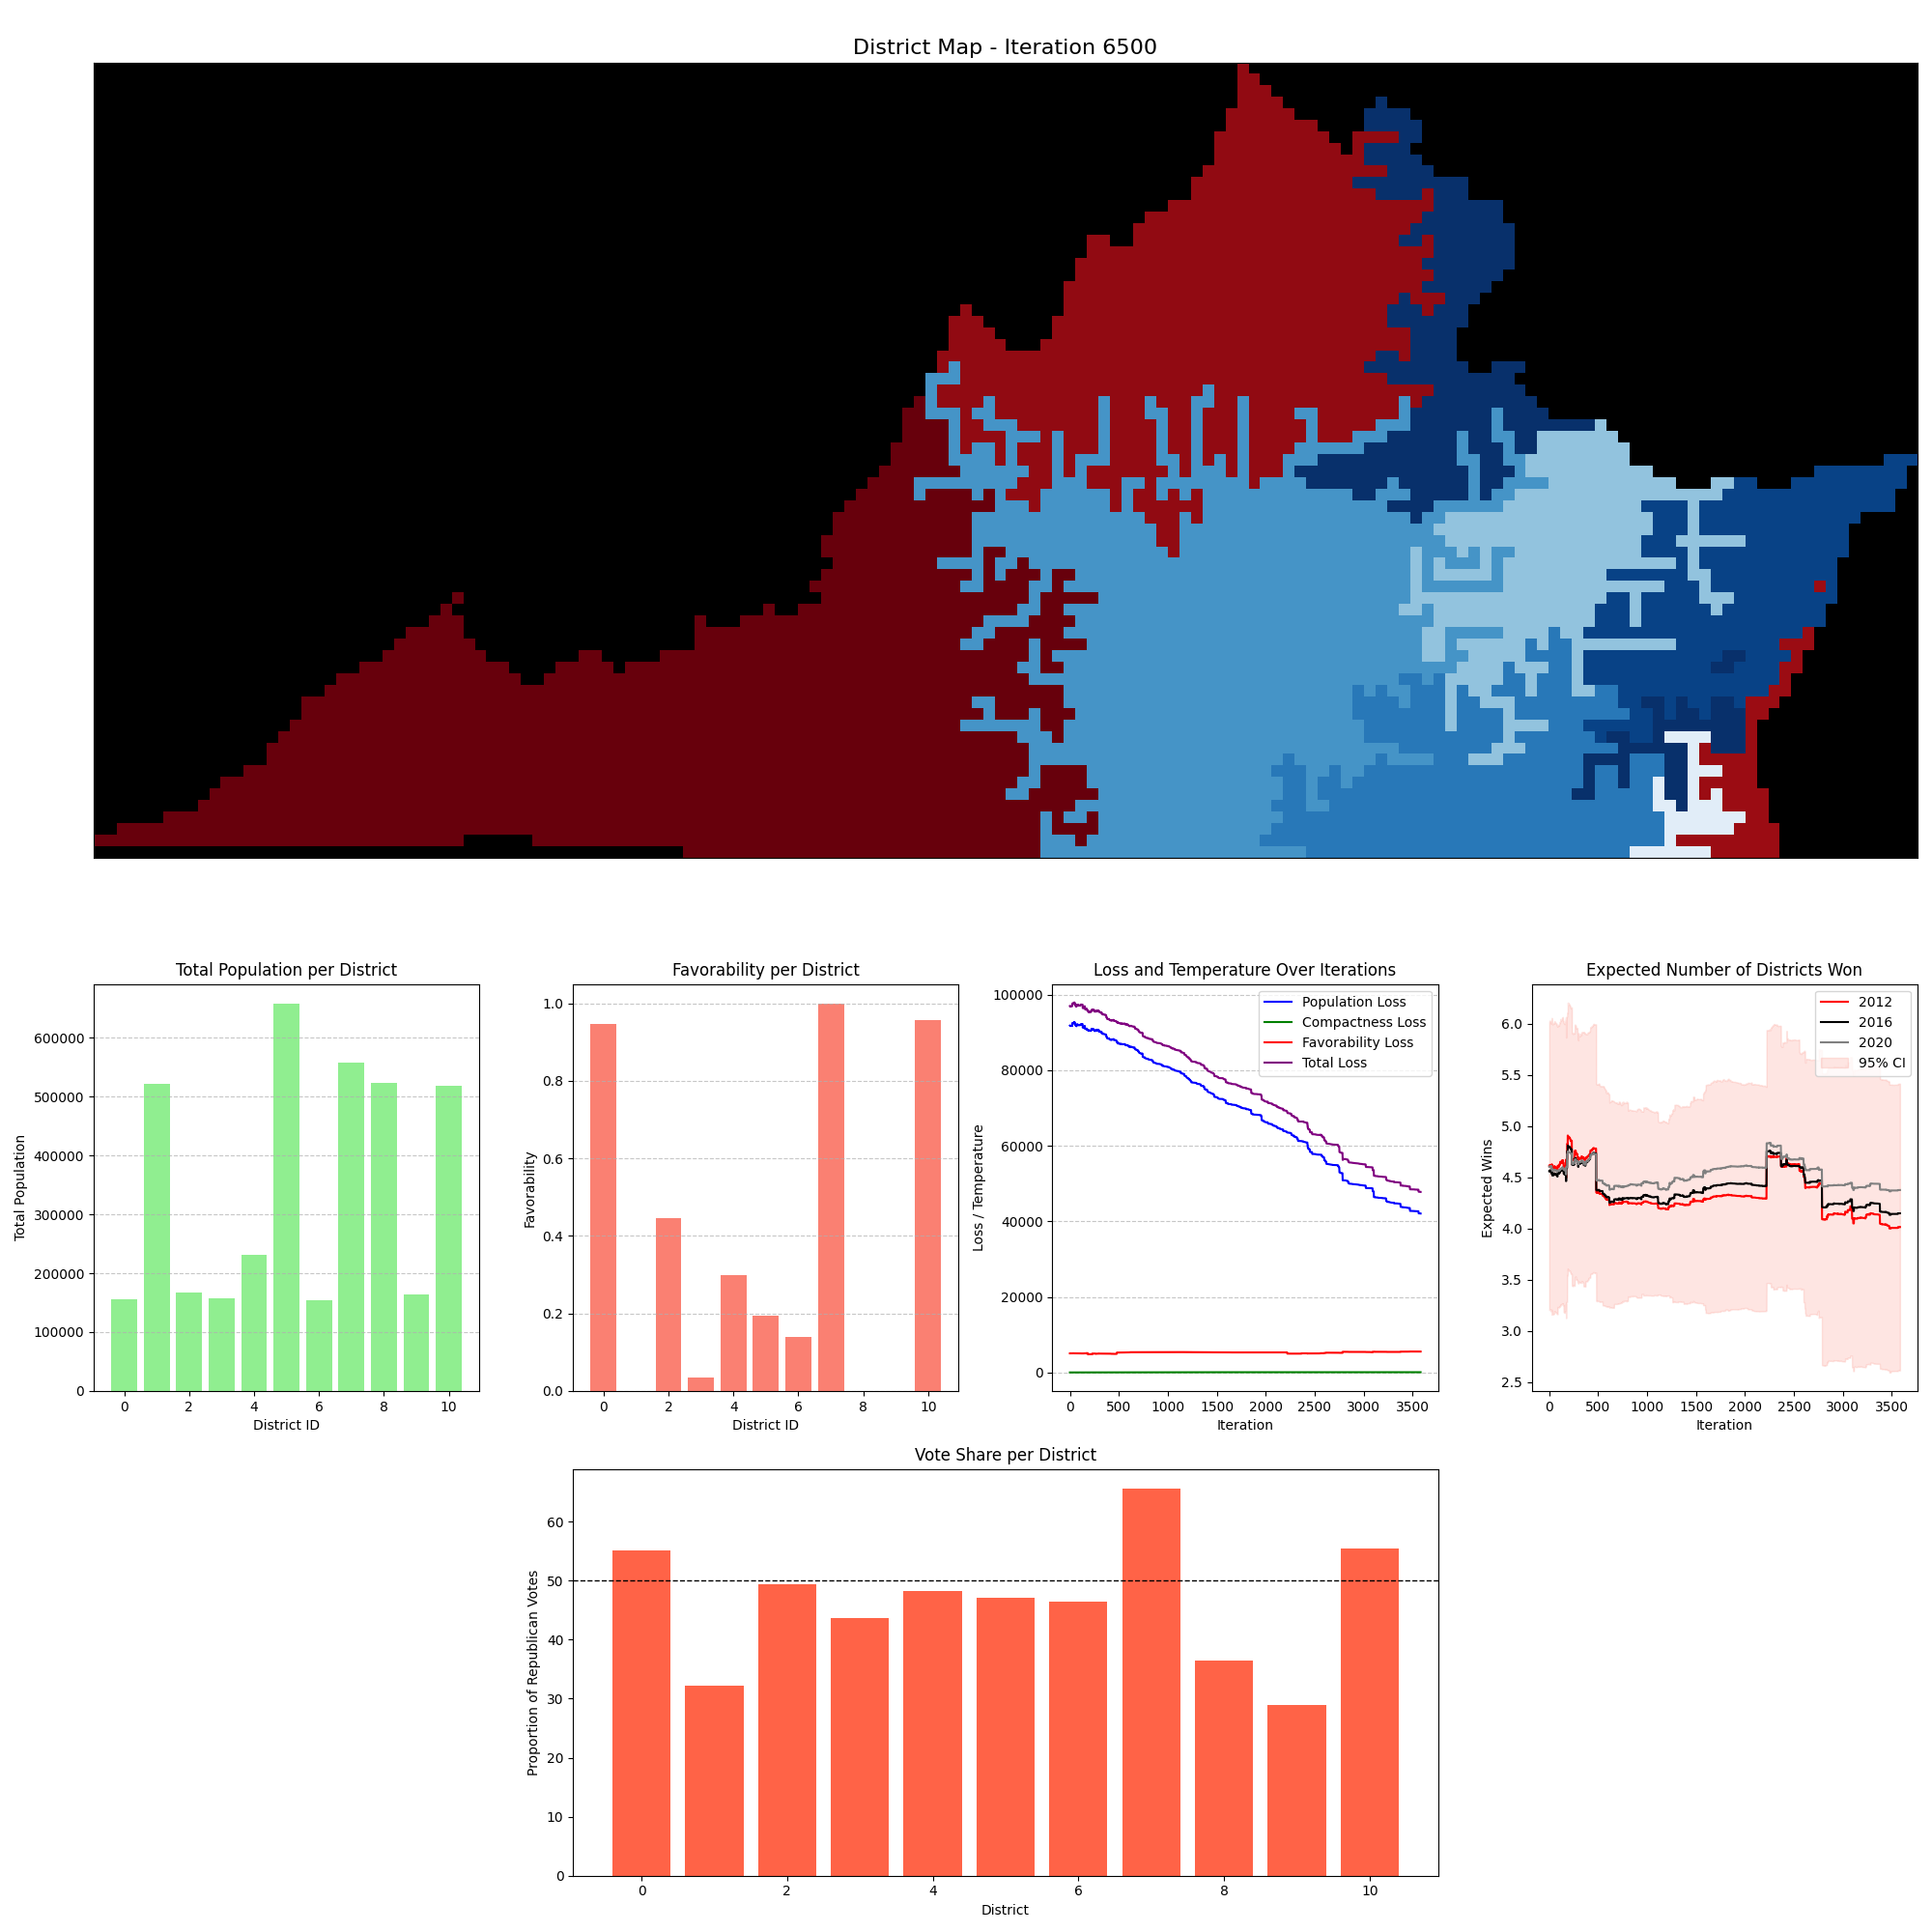 District Map - Iteration 6500
Total Population per District
Total Population
600000
500000
400000
300000
200000
100000
0
0 2 4 6 8 10
District ID
Favorability per District
Favorability
1.0
0.8
0.6
0.4
0.2
0.0
0 2 4 6 8 10
District ID
Loss and Temperature Over Iterations
Loss / Temperature
100000
80000
60000
40000
20000
0
Population Loss
Compactness Loss
Favorability Loss
Total Loss
0 500 1000 1500 2000 2500 3000 3500
Iteration
Expected Number of Districts Won
Expected Wins
6.0
5.5
5.0
4.5
4.0
3.5
3.0
2.5
2012
2016
2020
95% CI
0 500 1000 1500 2000 2500 3000 3500
Iteration
Vote Share per District
Proportion of Republican Votes
60
50
40
30
20
10
0
0 2 4 6 8 10
District